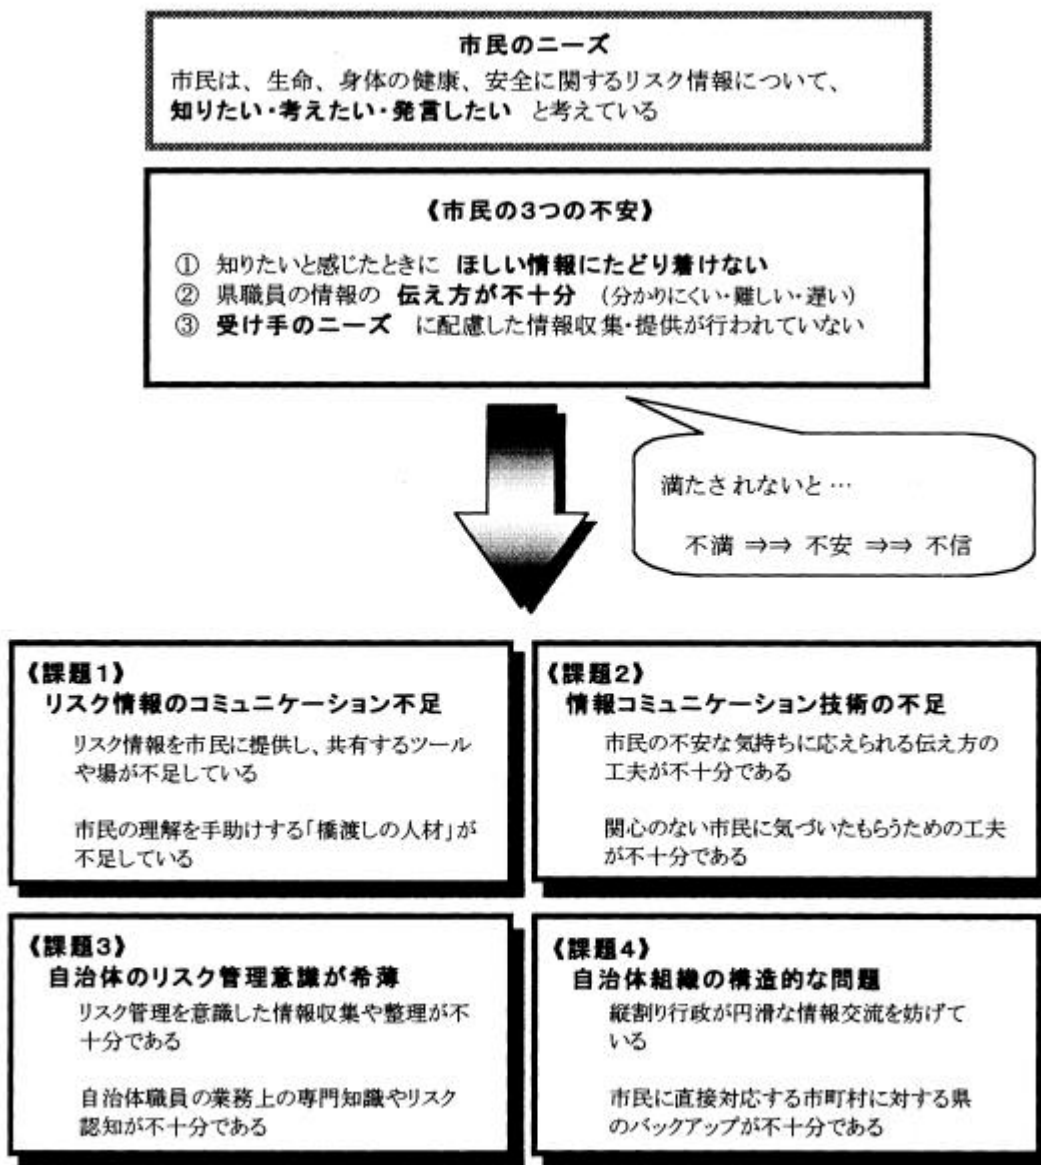 市民のニーズ
市民は、生命、身体の健康、安全に関するリスク情報について、
知りたい・考えたい・発言したい と考えている
《市民の3つの不安》
① 知りたいと感じたときに ほしい情報にたどり着けない
② 県職員の情報の 伝え方が不十分 (分かりにくい・難しい・遅い)
③ 受け手のニーズ に配慮した情報収集・提供が行われていない
満たされないと…
不満 ⇒⇒ 不安 ⇒⇒ 不信
《課題1》
リスク情報のコミュニケーション不足
リスク情報を市民に提供し、共有するツール
や場が不足している
市民の理解を手助けする「橋渡しの人材」が
不足している
《課題2》
情報コミュニケーション技術の不足
市民の不安な気持ちに応えられる伝え方の
工夫が不十分である
関心のない市民に気づいたもらうための工夫
が不十分である
《課題3》
自治体のリスク管理意識が希薄
リスク管理を意識した情報収集や整理が不
十分である
自治体職員の業務上の専門知識やリスク
認知が不十分である
《課題4》
自治体組織の構造的な問題
縦割り行政が円滑な情報交流を妨げて
いる
市民に直接対応する市町村に対する県
のバックアップが不十分である